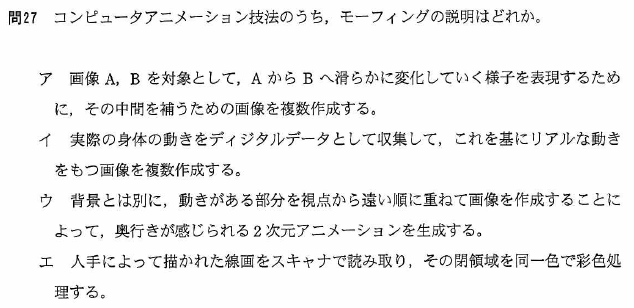 問27 コンピュータアニメーション技法のうち，モーフィングの説明はどれか。
ア 画像 A，B を対象として，A から B へ滑らかに変化していく様子を表現するため
に，その中間を補うための画像を複数作成する。
イ 実際の身体の動きをディジタルデータとして収集して，これを基にリアルな動き
をもつ画像を複数作成する。
ウ 背景とは別に，動きがある部分を視点から遠い順に重ねて画像を作成することに
よって，奥行きが感じられる 2 次元アニメーションを生成する。
エ 人手によって描かれた線画をスキャナで読み取り，その閉領域を同一色で彩色処
理する。